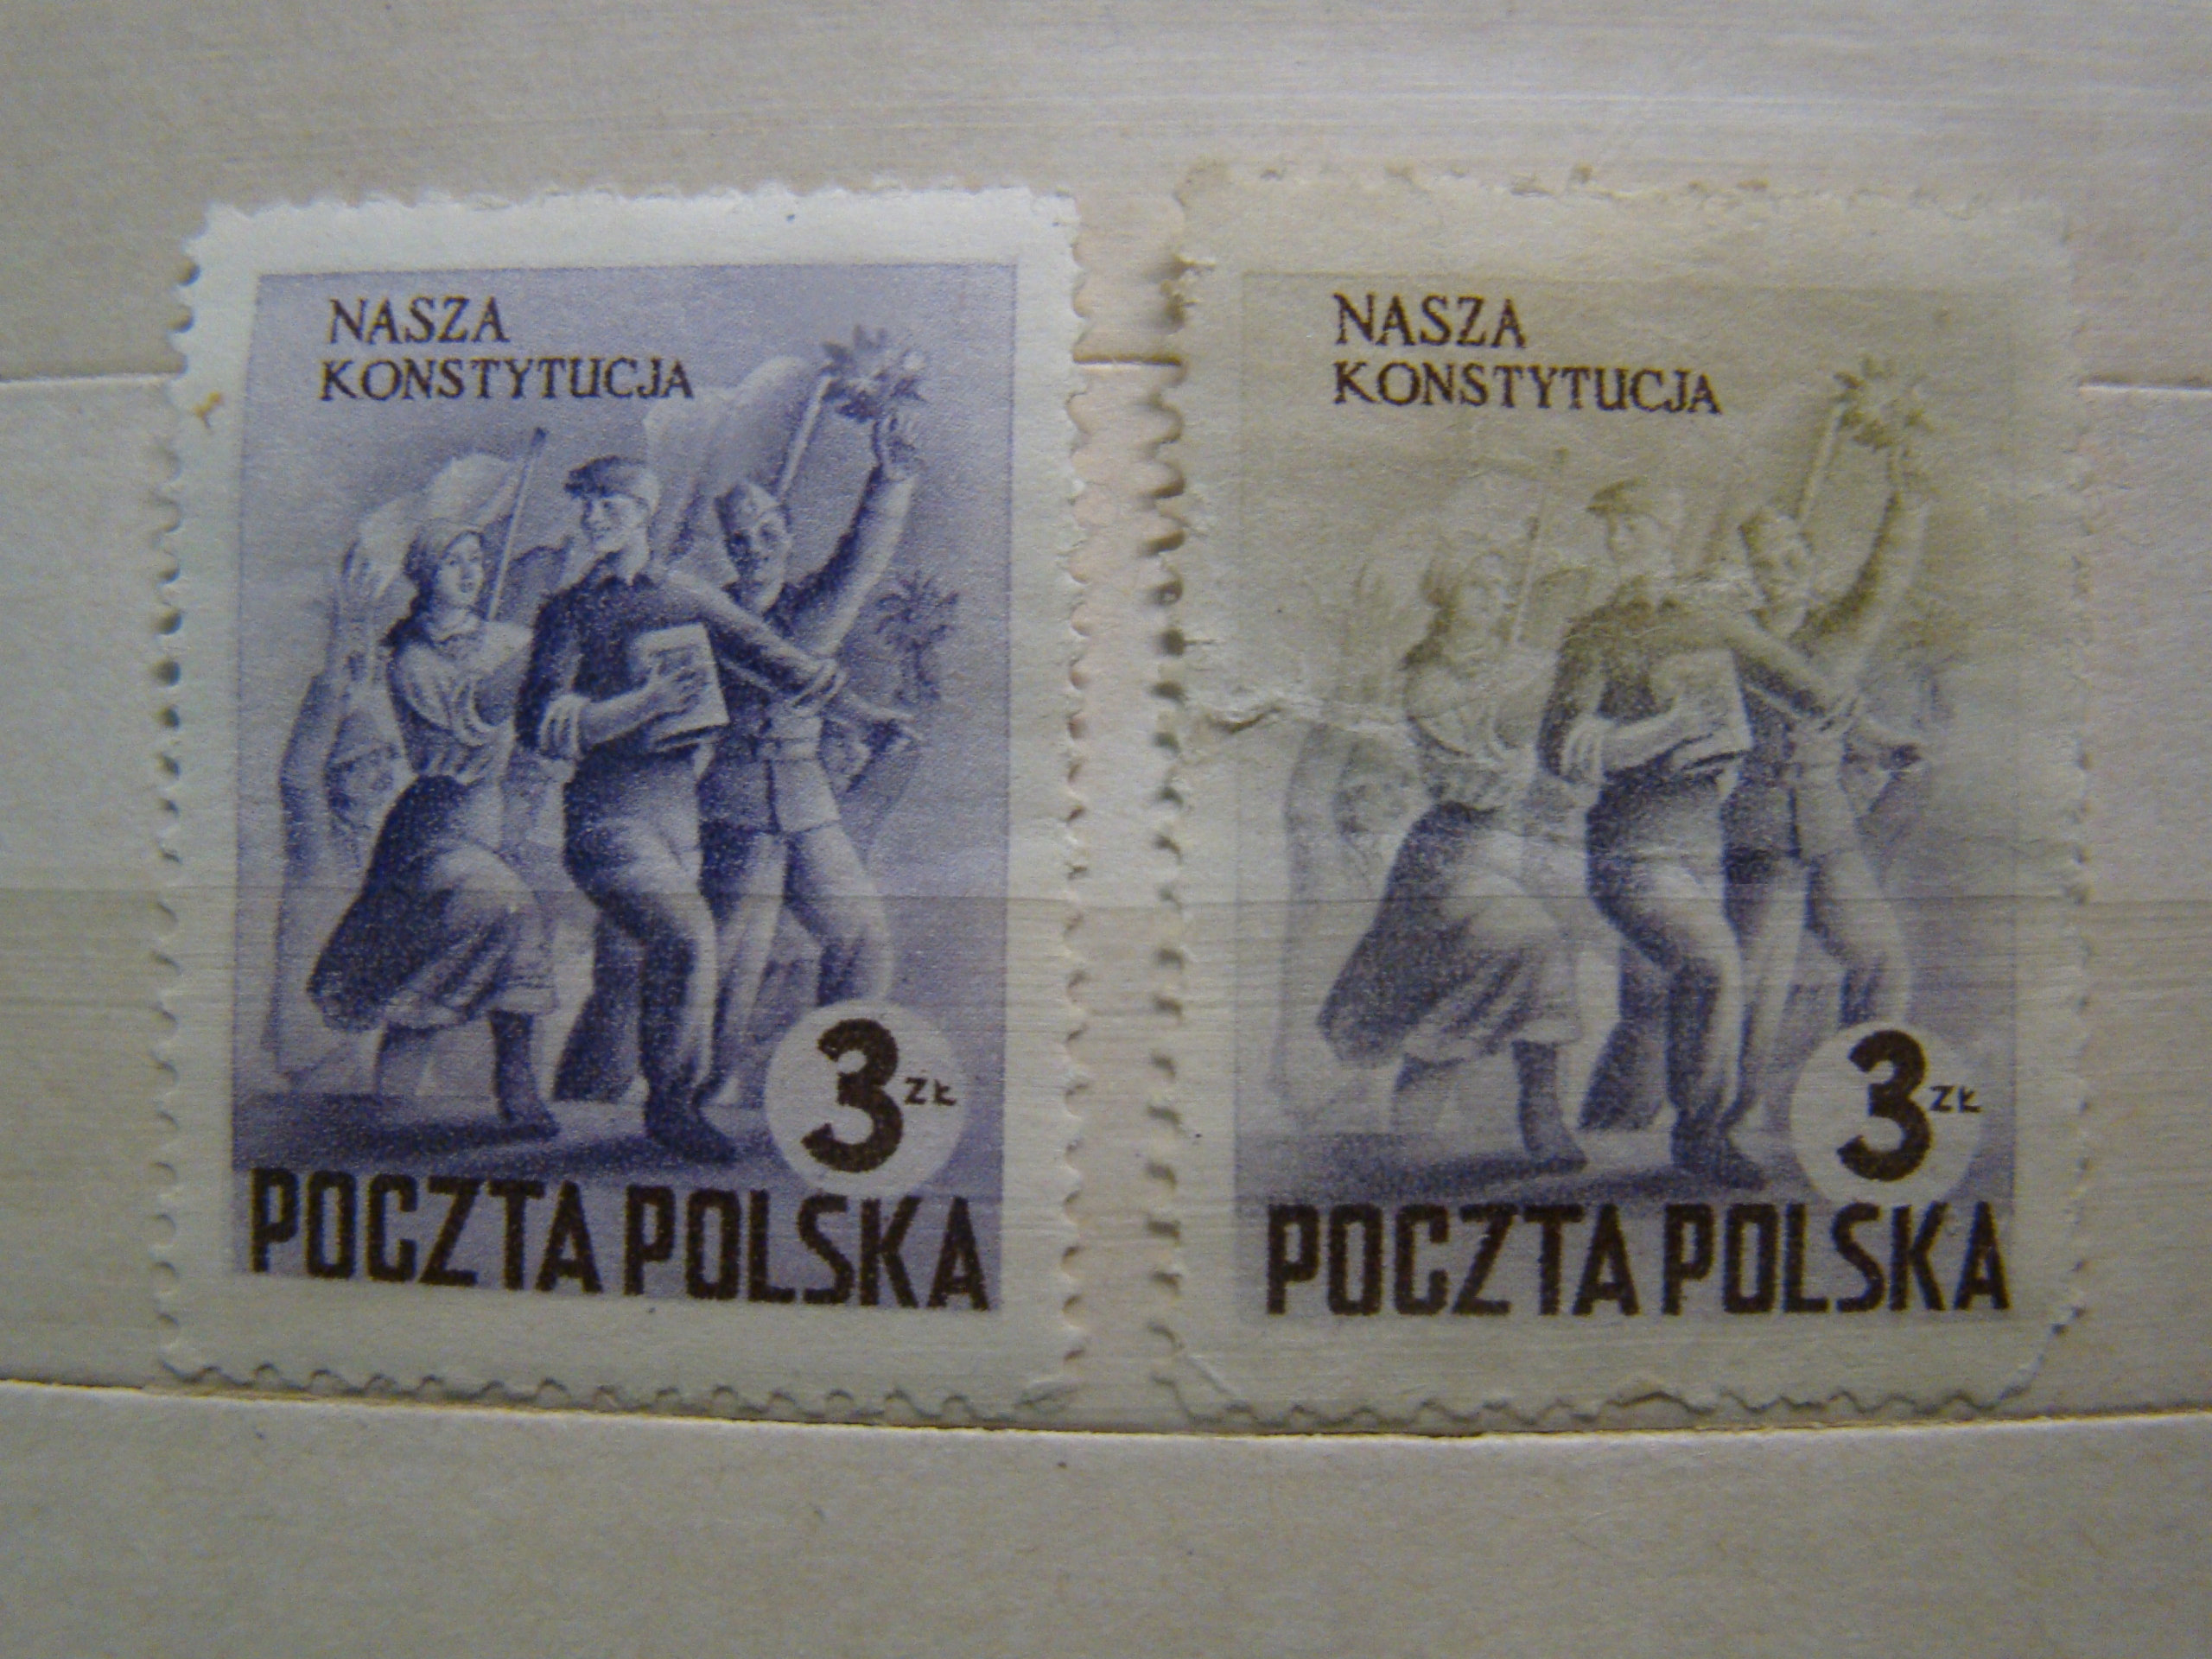 NASZA
KONSTYTUCJA
3 ZŁ
POCZTA POLSKA
NASZA
KONSTYTUCJA
3 ZŁ
POCZTA POLSKA